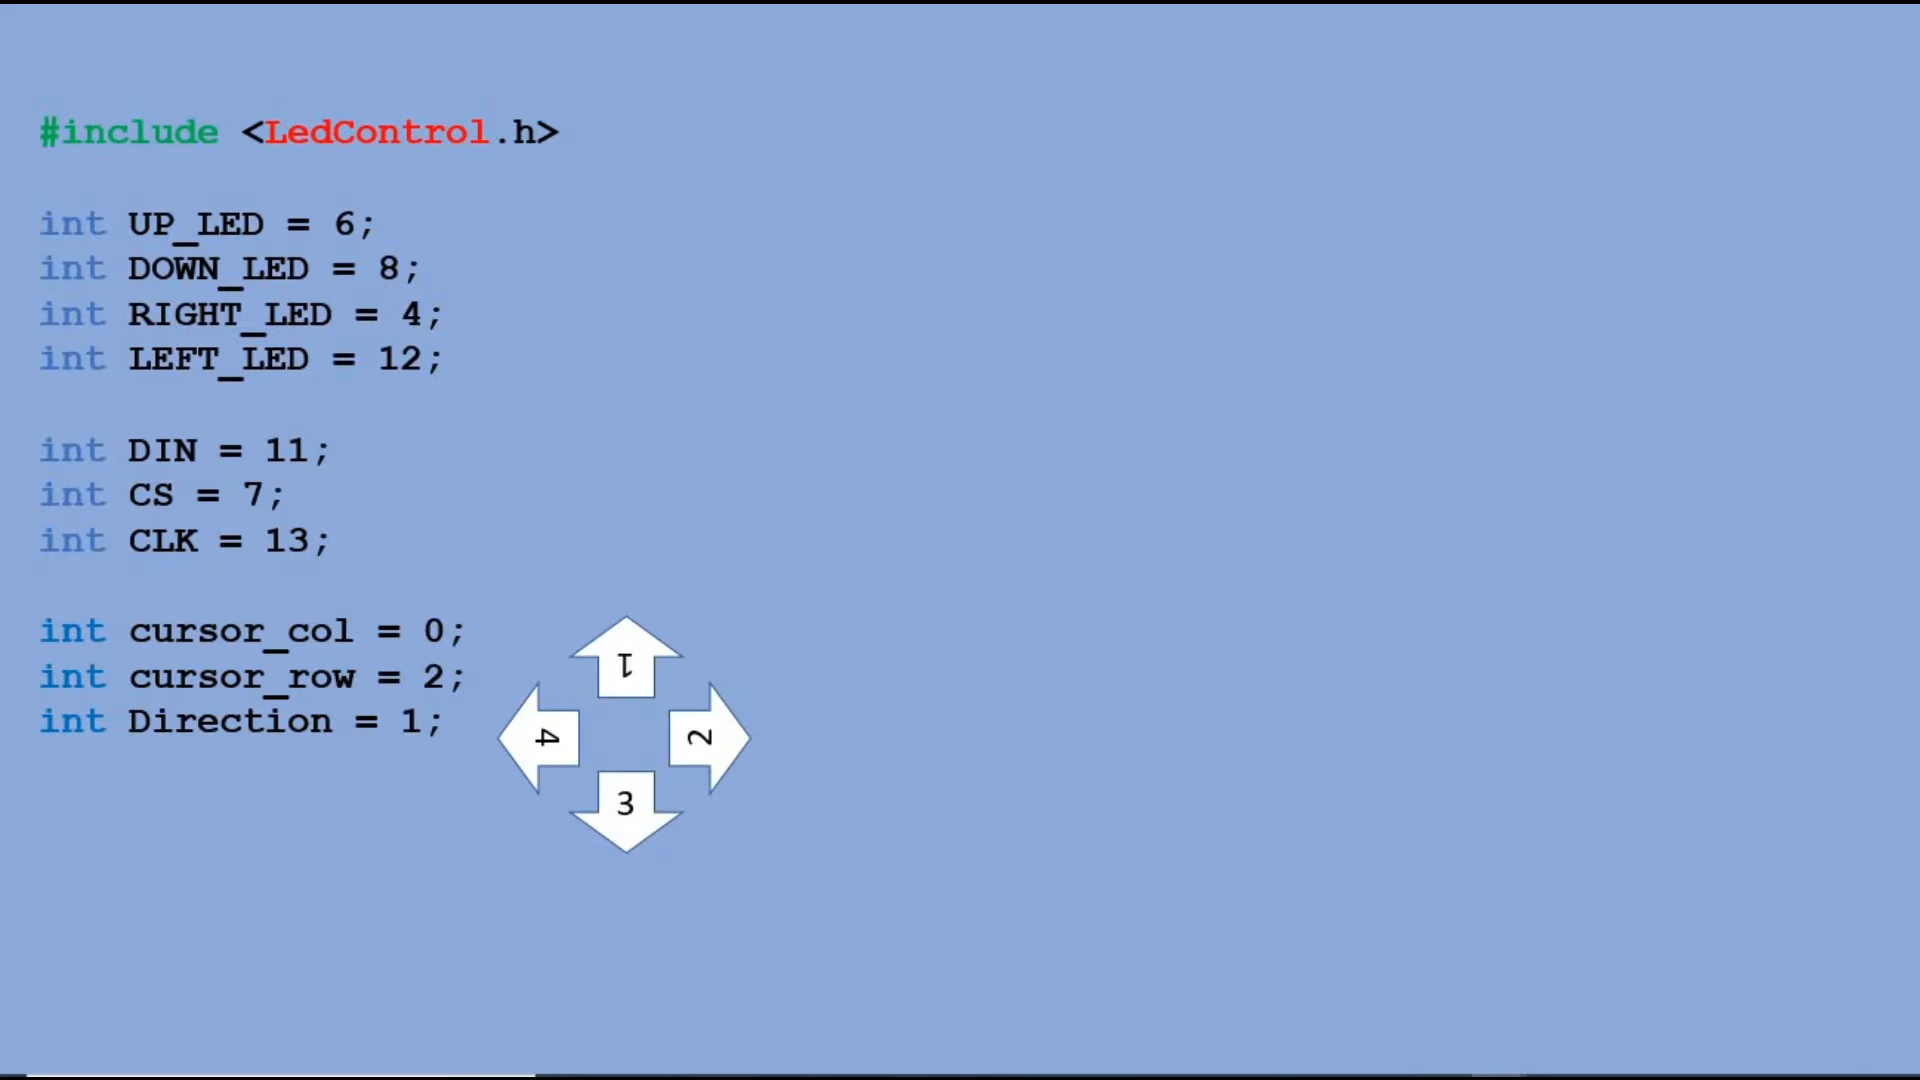 #include <LedControl.h>
int UP_LED = 6;
int DOWN_LED = 8;
int RIGHT_LED = 4;
int LEFT_LED = 12;
int DIN = 11;
int CS = 7;
int CLK = 13;
int cursor_col = 0;
int cursor_row = 2;
int Direction = 1;
1
4
2
3